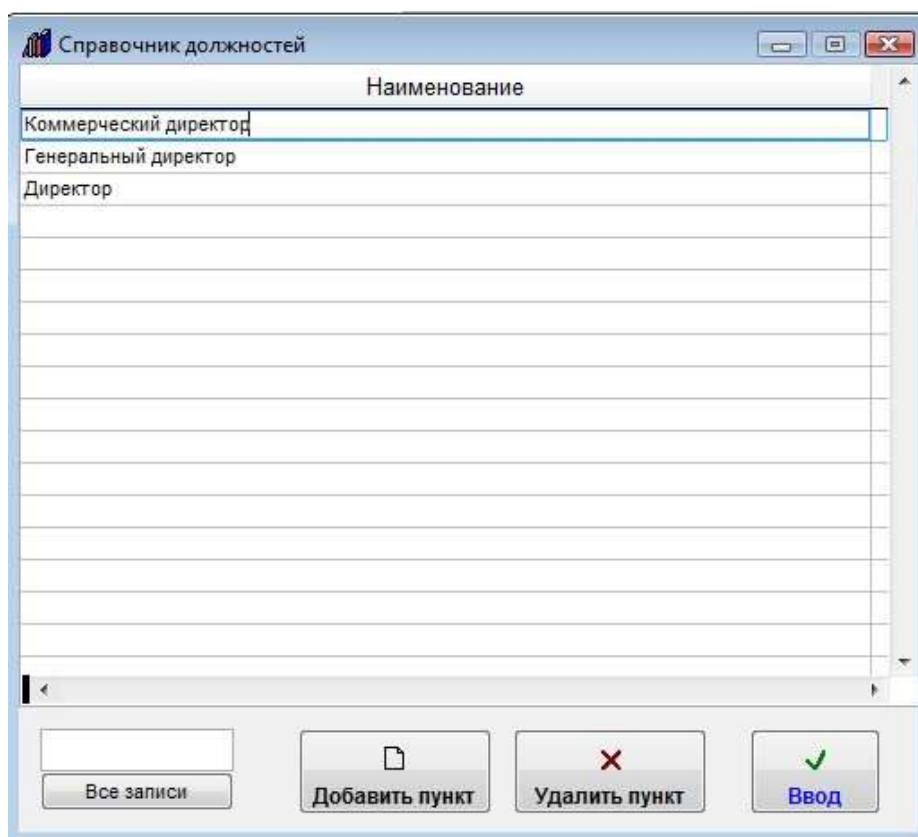 Справочник должностей
Наименование
Коммерческий директор
Генеральный директор
Директор
Все записи
Добавить пункт
Удалить пункт
Ввод